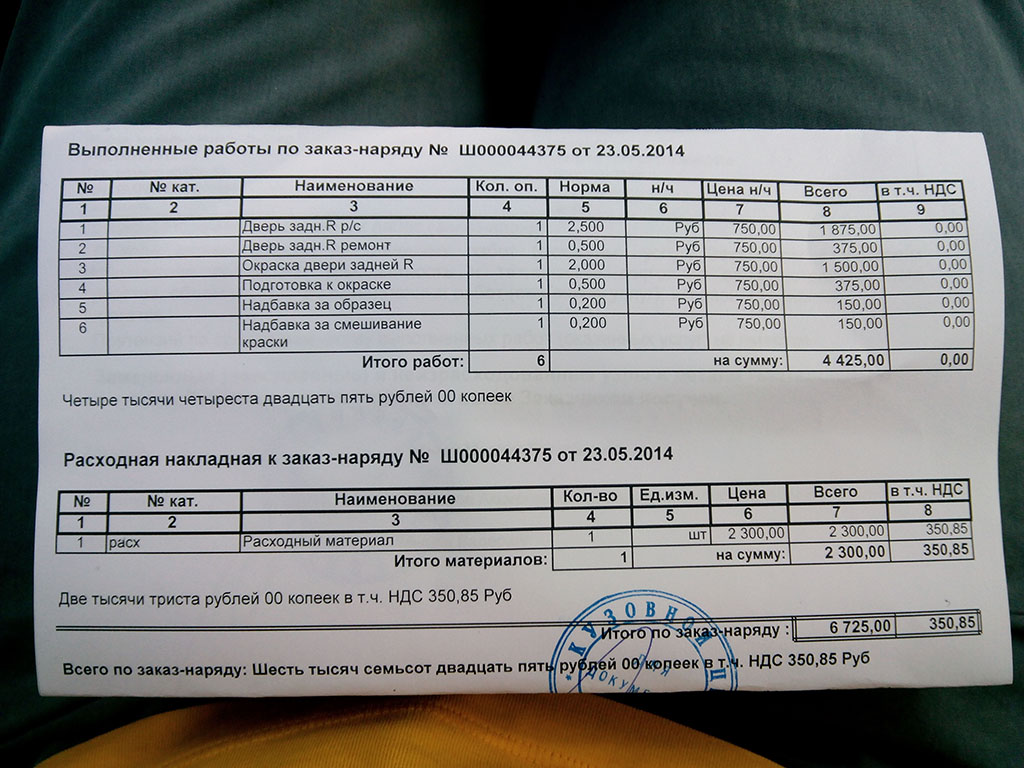 Выполненные работы по заказ-наряду № Ш000044375 от 23.05.2014
№ № кат. Наименование Кол. оп. Норма н/ч Цена н/ч Всего в т.ч. НДС
1 2 3 4 5 6 7 8 9
1 Дверь задн.R р/с 1 2,500 Руб 750,00 1 875,00 0,00
2 Дверь задн.R ремонт 1 0,500 Руб 750,00 375,00 0,00
3 Окраска двери задней R 1 2,000 Руб 750,00 1 500,00 0,00
4 Подготовка к окраске 1 0,500 Руб 750,00 375,00 0,00
5 Надбавка за образец 1 0,200 Руб 750,00 150,00 0,00
6 Надбавка за смешивание 1 0,200 Руб 750,00 150,00 0,00
краски
Итого работ: 6 на сумму: 4 425,00 0,00
Четыре тысячи четыреста двадцать пять рублей 00 копеек
Расходная накладная к заказ-наряду № Ш000044375 от 23.05.2014
№ № кат. Наименование Кол-во Ед.изм. Цена Всего в т.ч. НДС
1 2 3 4 5 6 7 8
1 расх Расходный материал 1 шт 2 300,00 2 300,00 350,85
Итого материалов: 1 на сумму: 2 300,00 350,85
Две тысячи триста рублей 00 копеек в т.ч. НДС 350,85 Руб
КУЗОВНОЙ
Итого по заказ-наряду : 6 725,00 350,85
Всего по заказ-наряду: Шесть тысяч семьсот двадцать пять рублей 00 копеек в т.ч. НДС 350,85 Руб
для